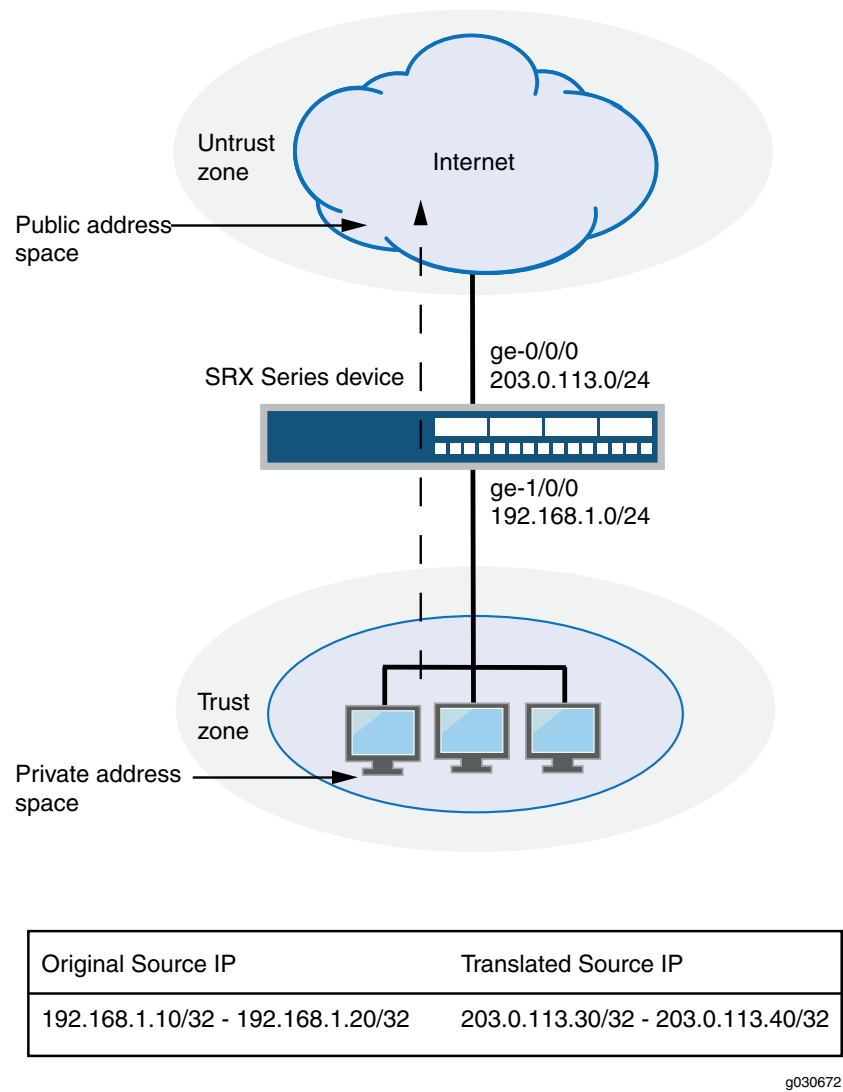 Untrust
zone
Internet
Public address
space
ge-0/0/0
203.0.113.0/24
SRX Series device
ge-1/0/0
192.168.1.0/24
Trust
zone
Private address
space
Original Source IP
Translated Source IP
192.168.1.10/32 - 192.168.1.20/32
203.0.113.30/32 - 203.0.113.40/32
g030672